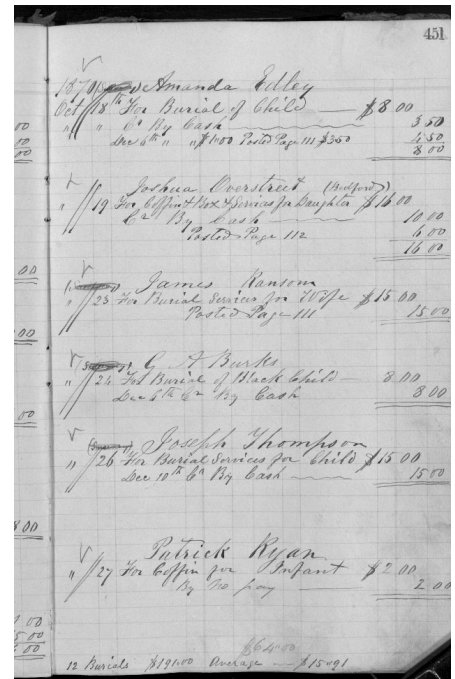 451
1870 Amanda Edley
Oct 18th For Burial of Child — $8 00
" " Cr By Cash 3 50
Dec 6th " " $1.00 Posted Page 111 $3.50 4 50
8 00
Joshua Overstreet (Bedford)
" 19 For Coffin & Box & Services for Daughter $16 00
Cr By Cash 10 00
Posted Page 112 6 00
16 00
James Ransom
" 23 For Burial Services for Wife $15 00
Posted Page 111 15 00
G A Burks
" 24 For Burial of Black Child — 8 00
Dec 6th Cr By Cash 8 00
Joseph Thompson
" 26 For Burial Services for Child $15 00
Dec 10th Cr By Cash 15 00
Patrick Ryan
" 27 For Coffin for Infant $2 00
By no pay 2 00
$64.00
12 Burials $191.00 Average — $15.091